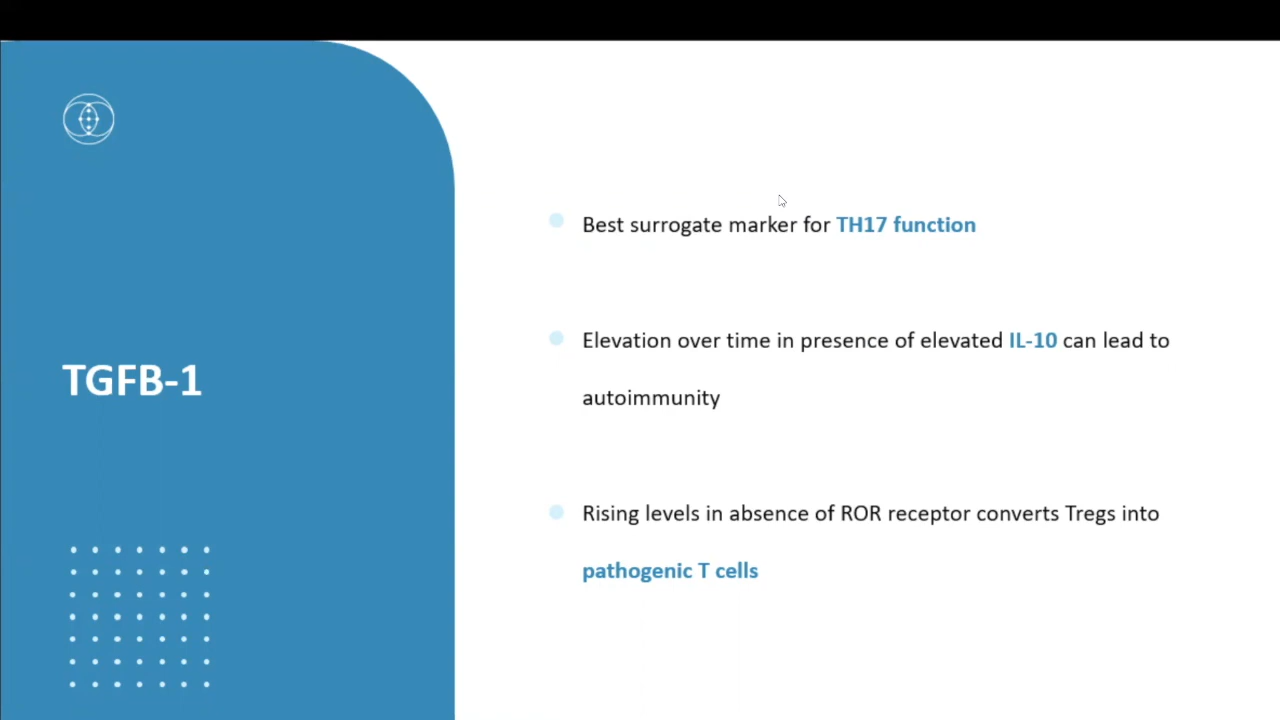 TGFB-1
Best surrogate marker for TH17 function
Elevation over time in presence of elevated IL-10 can lead to
autoimmunity
Rising levels in absence of ROR receptor converts Tregs into
pathogenic T cells